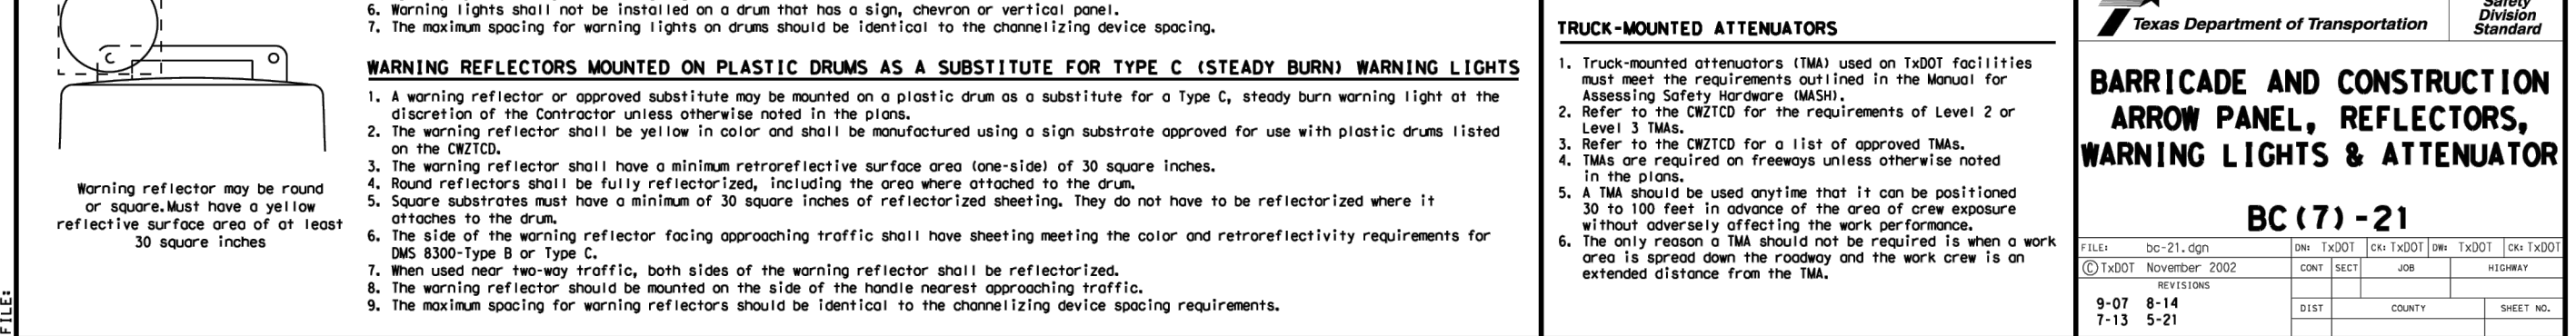 6. Warning lights shall not be installed on a drum that has a sign, chevron or vertical panel.
7. The maximum spacing for warning lights on drums should be identical to the channelizing device spacing.
WARNING REFLECTORS MOUNTED ON PLASTIC DRUMS AS A SUBSTITUTE FOR TYPE C (STEADY BURN) WARNING LIGHTS
1. A warning reflector or approved substitute may be mounted on a plastic drum as a substitute for a Type C, steady burn warning light at the
discretion of the Contractor unless otherwise noted in the plans.
2. The warning reflector shall be yellow in color and shall be manufactured using a sign substrate approved for use with plastic drums listed
on the CWZTCD.
3. The warning reflector shall have a minimum retroreflective surface area (one-side) of 30 square inches.
4. Round reflectors shall be fully reflectorized, including the area where attached to the drum.
5. Square substrates must have a minimum of 30 square inches of reflectorized sheeting. They do not have to be reflectorized where it
attaches to the drum.
6. The side of the warning reflector facing approaching traffic shall have sheeting meeting the color and retroreflectivity requirements for
DMS 8300-Type B or Type C.
7. When used near two-way traffic, both sides of the warning reflector shall be reflectorized.
8. The warning reflector should be mounted on the side of the handle nearest approaching traffic.
9. The maximum spacing for warning reflectors should be identical to the channelizing device spacing requirements.
Warning reflector may be round
or square.Must have a yellow
reflective surface area of at least
30 square inches
FILE:
TRUCK-MOUNTED ATTENUATORS
1. Truck-mounted attenuators (TMA) used on TxDOT facilities
must meet the requirements outlined in the Manual for
Assessing Safety Hardware (MASH).
2. Refer to the CWZTCD for the requirements of Level 2 or
Level 3 TMAs.
3. Refer to the CWZTCD for a list of approved TMAs.
4. TMAs are required on freeways unless otherwise noted
in the plans.
5. A TMA should be used anytime that it can be positioned
30 to 100 feet in advance of the area of crew exposure
without adversely affecting the work performance.
6. The only reason a TMA should not be required is when a work
area is spread down the roadway and the work crew is an
extended distance from the TMA.
Texas Department of Transportation
Safety
Division
Standard
BARRICADE AND CONSTRUCTION
ARROW PANEL, REFLECTORS,
WARNING LIGHTS & ATTENUATOR
BC(7)-21
FILE: bc-21.dgn DN: TxDOT CK: TxDOT DW: TxDOT CK: TxDOT
© TxDOT November 2002 CONT SECT JOB HIGHWAY
REVISIONS
9-07 8-14
7-13 5-21
DIST COUNTY SHEET NO.